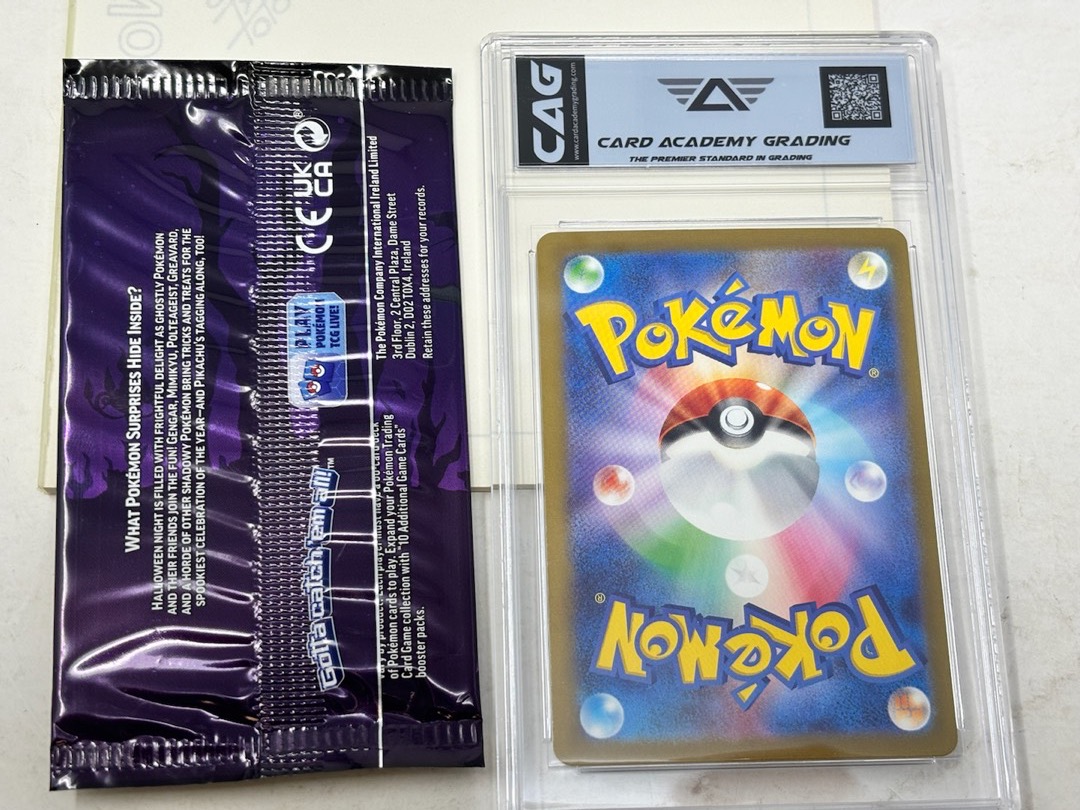 WHAT POKÉMON SURPRISES HIDE INSIDE?
HALLOWEEN NIGHT IS FILLED WITH FRIGHTFUL DELIGHT AS GHOSTLY POKÉMON
AND THEIR FRIENDS JOIN THE FUN! GENGAR, MIMIKYU, POLTEAGEIST, GREAVARD,
AND A HORDE OF OTHER SHADOWY POKÉMON BRING TRICKS AND TREATS FOR THE
SPOOKIEST CELEBRATION OF THE YEAR—AND PIKACHU'S TAGGING ALONG, TOO!
Gotta catch 'em all!™
PLAY!
POKÉMON
TCG LIVE!
CE UK
CA
®
of Pokémon cards to play. Expand your Pokémon Trading
Card Game collection with "10 Additional Game Cards"
booster packs.
The Pokémon Company International Ireland Limited
3rd Floor, 2 Central Plaza, Dame Street
Dublin 2, D02 T0X4, Ireland
Retain these addresses for your records.
CAG
www.cardacademygrading.com
CARD ACADEMY GRADING
THE PREMIER STANDARD IN GRADING
POKÉMON®
POKÉMON®